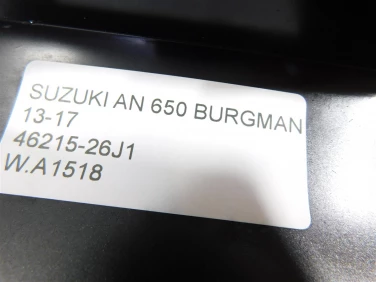 SUZUKI AN 650 BURGMAN
13-17
46215-26J1
W.A1518